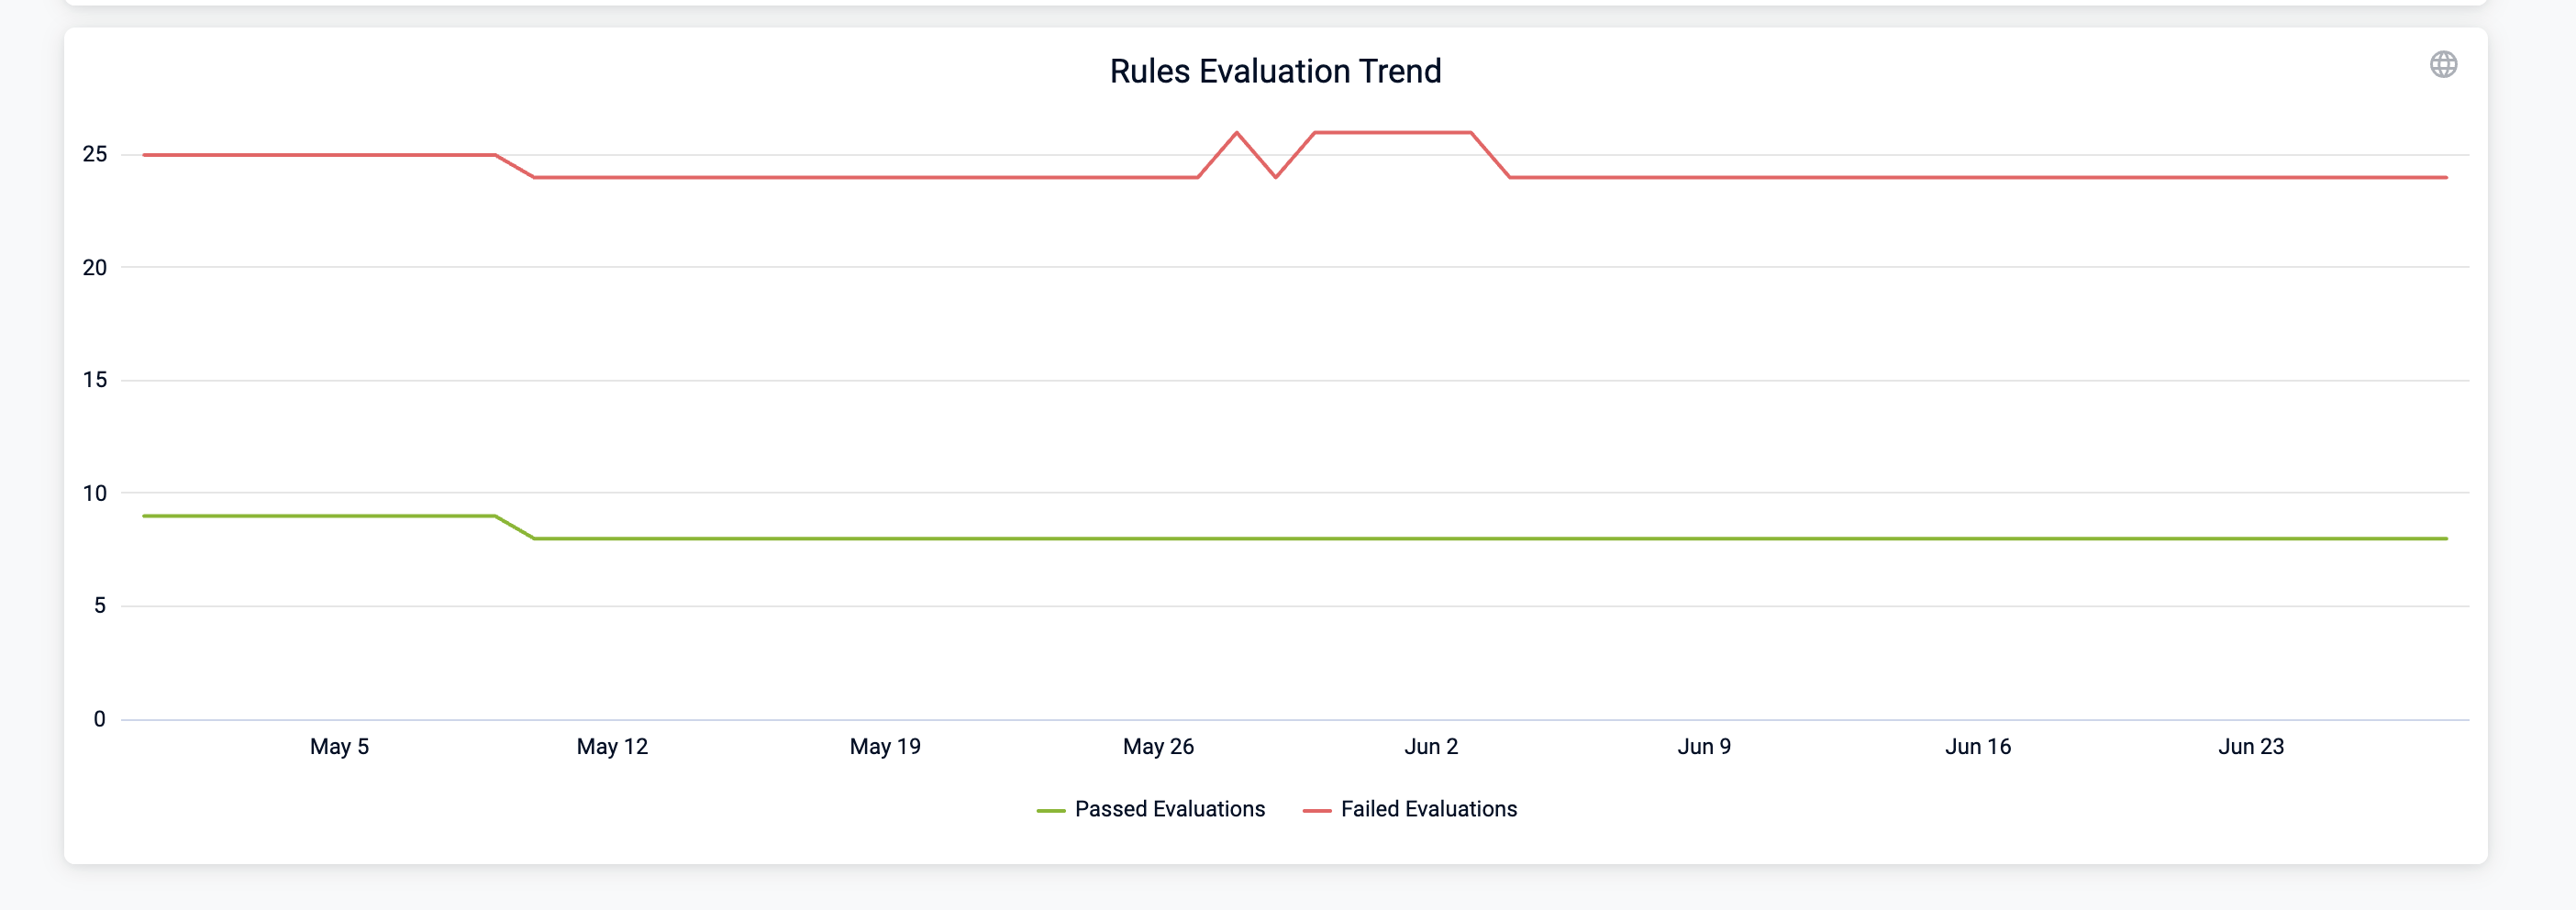 Rules Evaluation Trend
25
20
15
10
5
0
May 5 May 12 May 19 May 26 Jun 2 Jun 9 Jun 16 Jun 23
Passed Evaluations Failed Evaluations